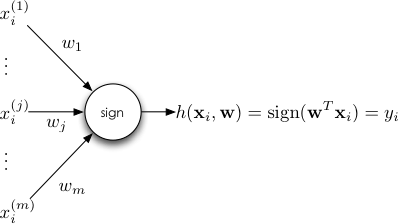 x_i^{(1)}
w_1
⋮
x_i^{(j)} w_j sign h(𝐱_i, 𝐰) = sign(𝐰^T 𝐱_i) = y_i
⋮
w_m
x_i^{(m)}